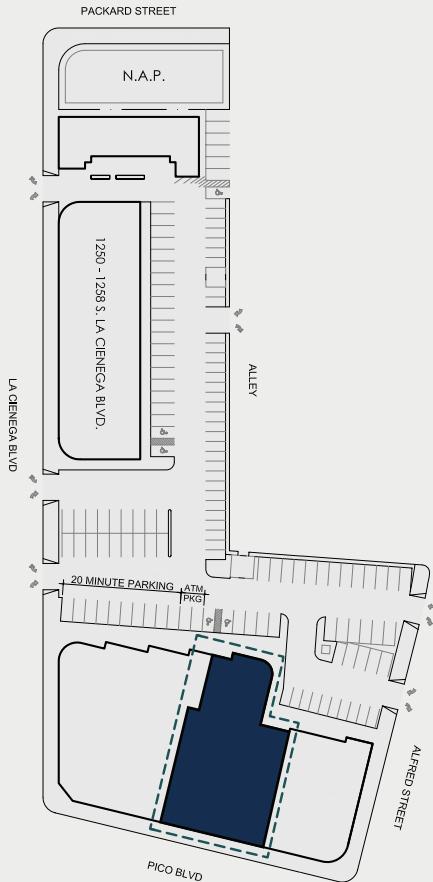 PACKARD STREET
N.A.P.
1250 - 1258 S. LA CIENEGA BLVD.
LA CIENEGA BLVD
ALLEY
20 MINUTE PARKING
ATM
PKG
ALFRED STREET
PICO BLVD